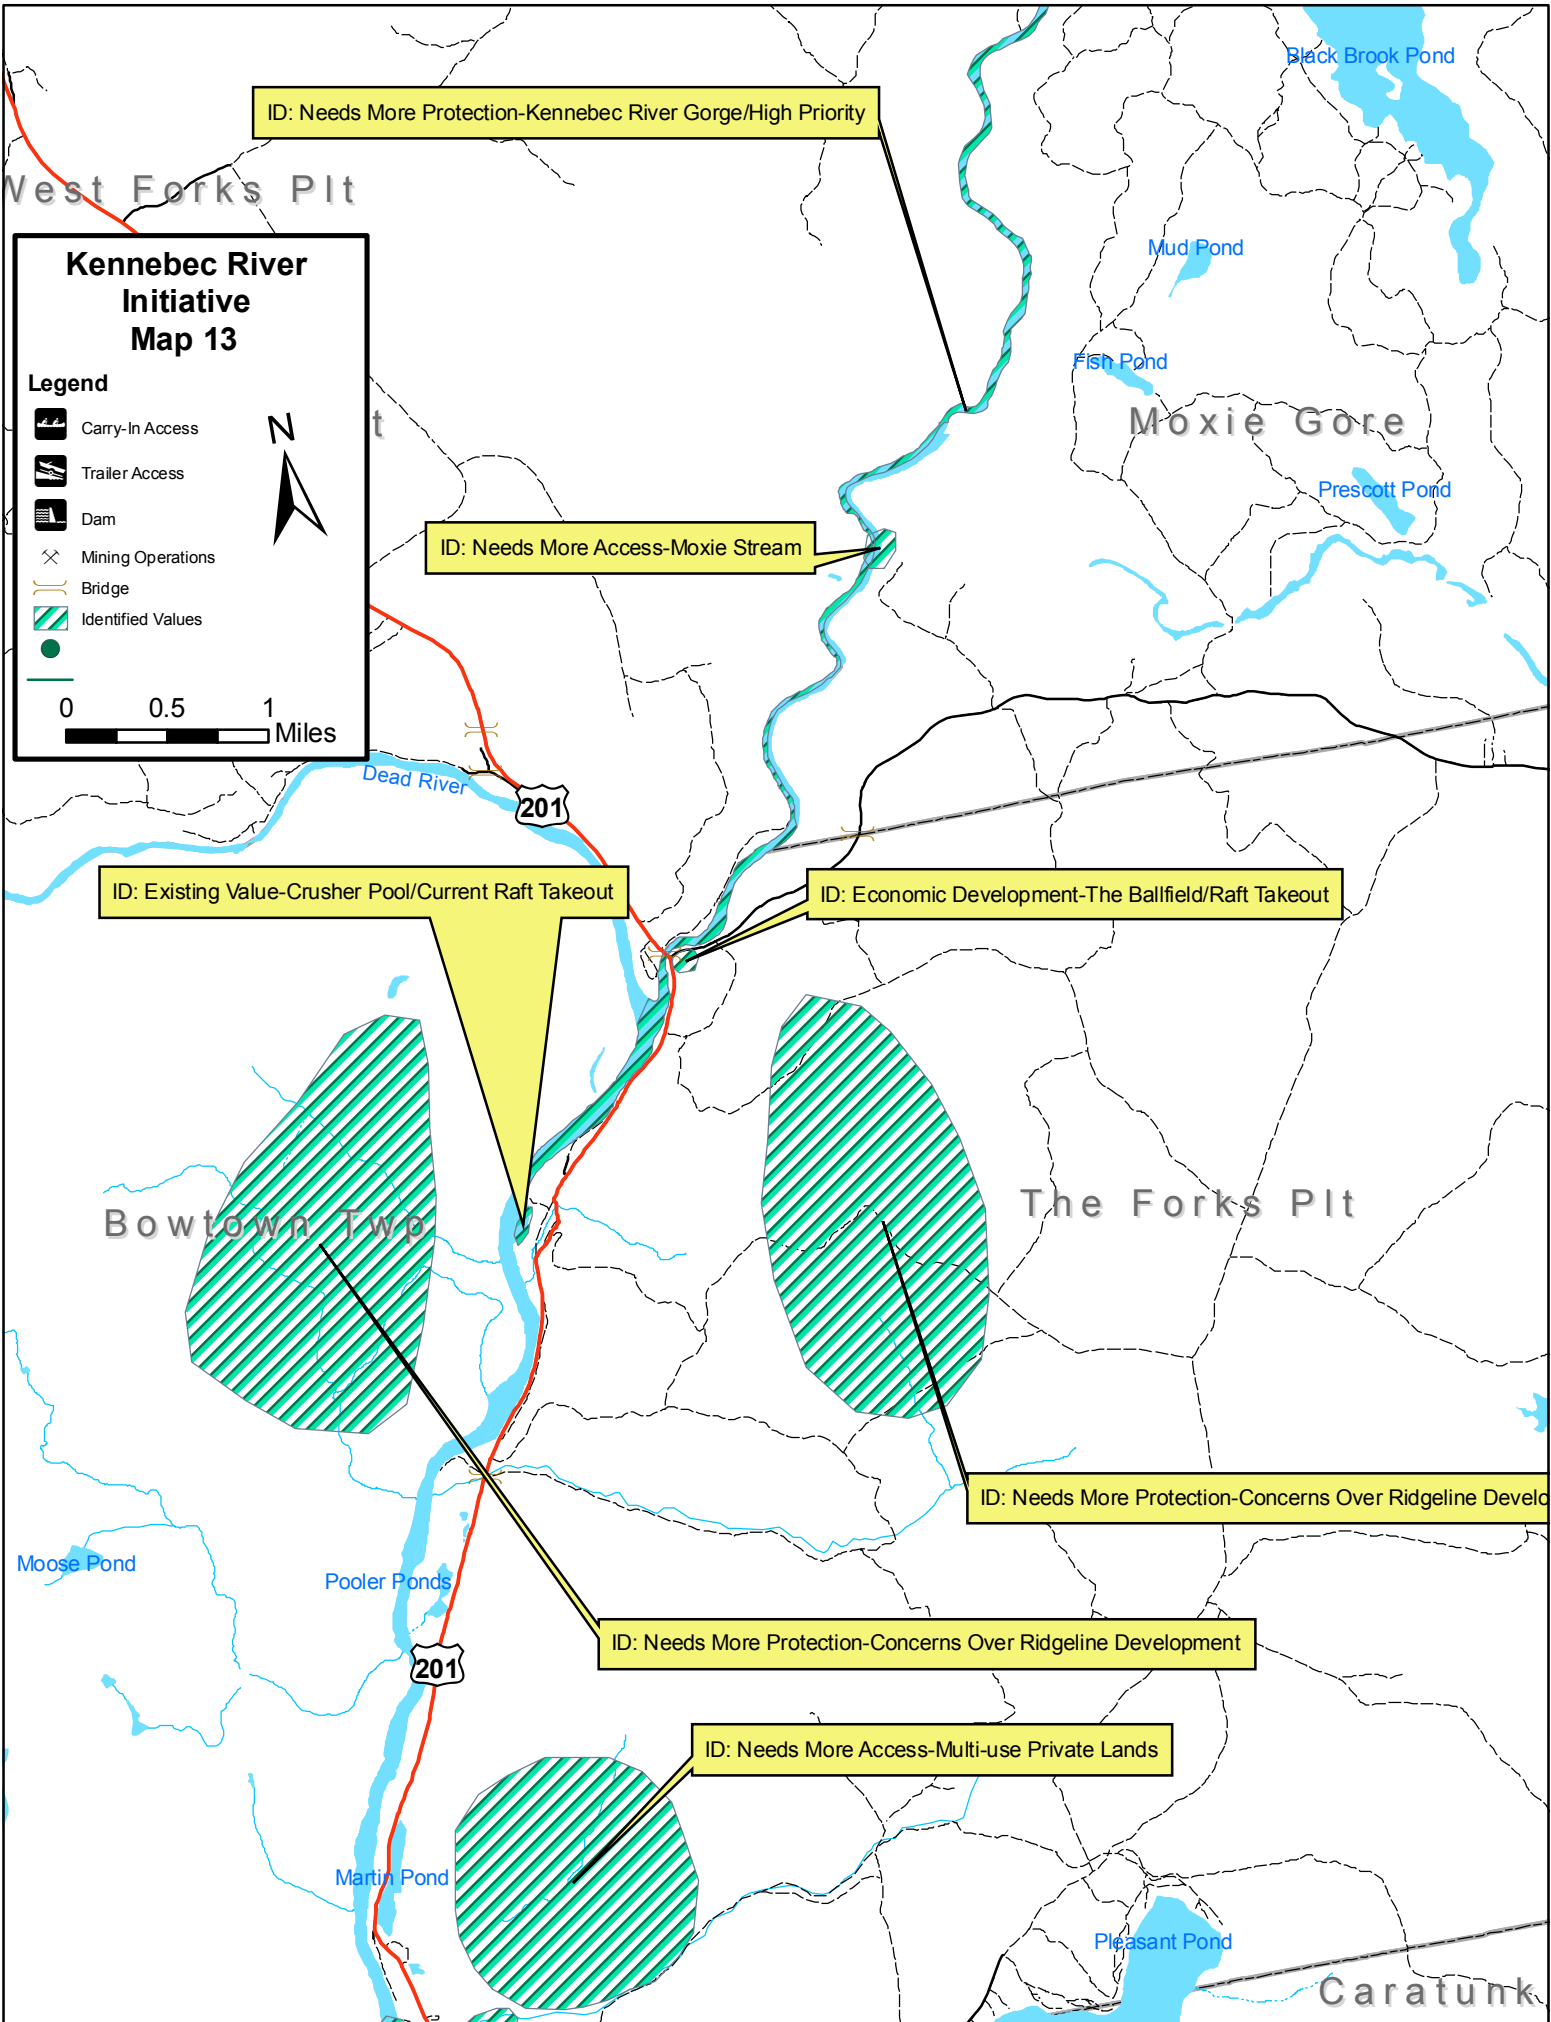 Black Brook Pond
ID: Needs More Protection-Kennebec River Gorge/High Priority
West Forks Plt
Mud Pond
Kennebec River
Initiative
Map 13
Legend
Carry-In Access
Trailer Access
Dam
Mining Operations
Bridge
Identified Values
N
0 0.5 1
Miles
t
Fish Pond
Moxie Gore
Prescott Pond
ID: Needs More Access-Moxie Stream
Dead River
201
ID: Existing Value-Crusher Pool/Current Raft Takeout
ID: Economic Development-The Ballfield/Raft Takeout
The Forks Plt
Bowtown Twp
ID: Needs More Protection-Concerns Over Ridgeline Develo
Moose Pond
Pooler Ponds
ID: Needs More Protection-Concerns Over Ridgeline Development
201
ID: Needs More Access-Multi-use Private Lands
Martin Pond
Pleasant Pond
Caratunk